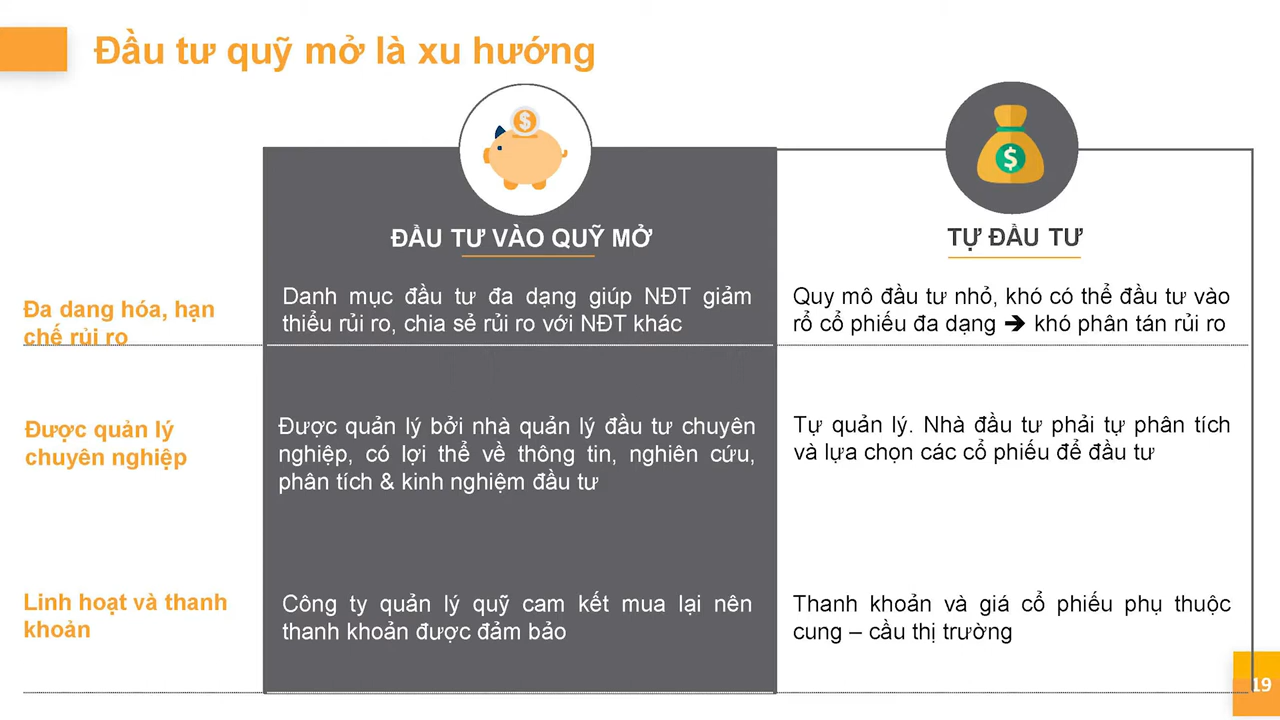 Đầu tư quỹ mở là xu hướng
ĐẦU TƯ VÀO QUỸ MỞ
TỰ ĐẦU TƯ
Đa dang hóa, hạn
chế rủi ro
Danh mục đầu tư đa dạng giúp NĐT giảm
thiểu rủi ro, chia sẻ rủi ro với NĐT khác
Quy mô đầu tư nhỏ, khó có thể đầu tư vào
rổ cổ phiếu đa dạng ➔ khó phân tán rủi ro
Được quản lý
chuyên nghiệp
Được quản lý bởi nhà quản lý đầu tư chuyên
nghiệp, có lợi thể về thông tin, nghiên cứu,
phân tích & kinh nghiệm đầu tư
Tự quản lý. Nhà đầu tư phải tự phân tích
và lựa chọn các cổ phiếu để đầu tư
Linh hoạt và thanh
khoản
Công ty quản lý quỹ cam kết mua lại nên
thanh khoản được đảm bảo
Thanh khoản và giá cổ phiếu phụ thuộc
cung – cầu thị trường
19